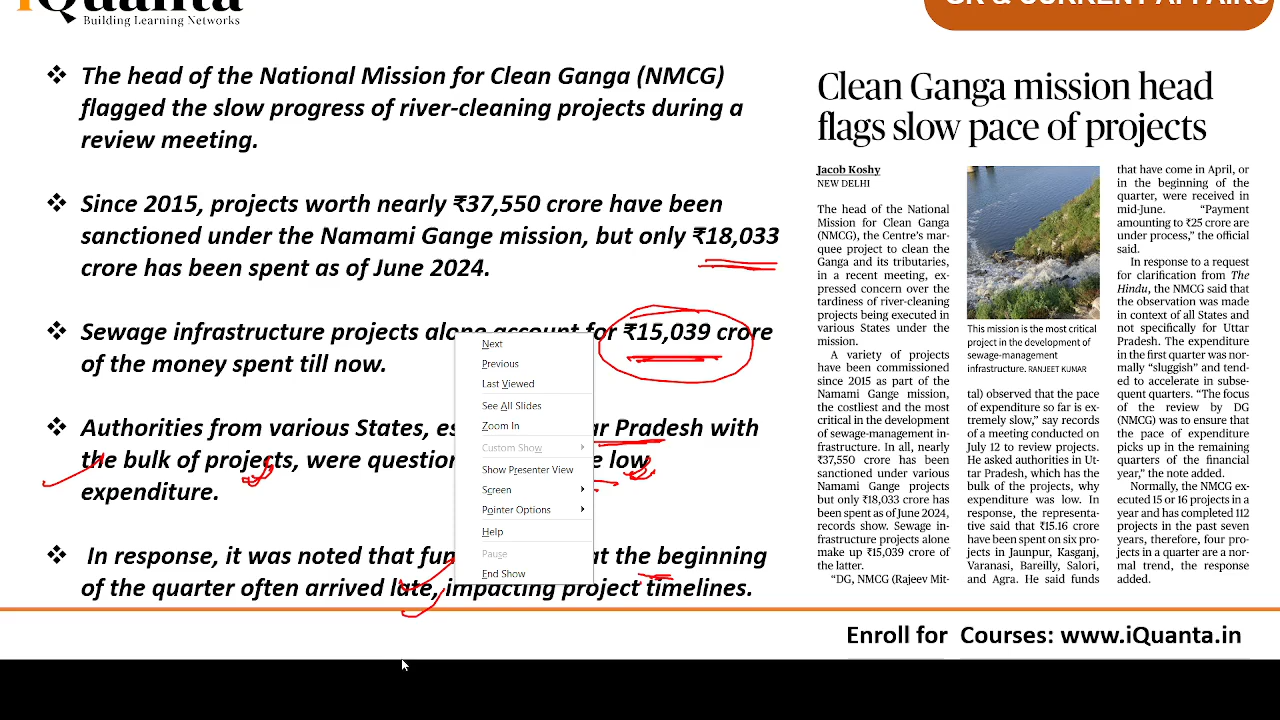 iQuanta
Building Learning Networks
GK & CURRENT AFFAIRS
❖ The head of the National Mission for Clean Ganga (NMCG)
flagged the slow progress of river-cleaning projects during a
review meeting.
❖ Since 2015, projects worth nearly ₹37,550 crore have been
sanctioned under the Namami Gange mission, but only ₹18,033
crore has been spent as of June 2024.
❖ Sewage infrastructure projects alone account for ₹15,039 crore
of the money spent till now.
❖ Authorities from various States, es ar Pradesh with
the bulk of projects, were question e low
expenditure.
❖ In response, it was noted that fun at the beginning
of the quarter often arrived late, impacting project timelines.
Next
Previous
Last Viewed
See All Slides
Zoom In
Custom Show
Show Presenter View
Screen
Pointer Options
Help
Pause
End Show
Clean Ganga mission head
flags slow pace of projects
Jacob Koshy
NEW DELHI
The head of the National
Mission for Clean Ganga
(NMCG), the Centre's mar-
quee project to clean the
Ganga and its tributaries,
in a recent meeting, ex-
pressed concern over the
tardiness of river-cleaning
projects being executed in
various States under the
mission.
A variety of projects
have been commissioned
since 2015 as part of the
Namami Gange mission,
the costliest and the most
critical in the development
of sewage-management in-
frastructure. In all, nearly
₹37,550 crore has been
sanctioned under various
Namami Gange projects
but only ₹18,033 crore has
been spent as of June 2024,
records show. Sewage in-
frastructure projects alone
make up ₹15,039 crore of
the latter.
"DG, NMCG (Rajeev Mit-
This mission is the most critical
project in the development of
sewage-management
infrastructure. RANJEET KUMAR
tal) observed that the pace
of expenditure so far is ex-
tremely slow," say records
of a meeting conducted on
July 12 to review projects.
He asked authorities in Ut-
tar Pradesh, which has the
bulk of the projects, why
expenditure was low. In
response, the representa-
tive said that ₹15.16 crore
have been spent on six pro-
jects in Jaunpur, Kasganj,
Varanasi, Bareilly, Salori,
and Agra. He said funds
that have come in April, or
in the beginning of the
quarter, were received in
mid-June. "Payment
amounting to ₹25 crore are
under process," the official
said.
In response to a request
for clarification from The
Hindu, the NMCG said that
the observation was made
in context of all States and
not specifically for Uttar
Pradesh. The expenditure
in the first quarter was nor-
mally "sluggish" and tend-
ed to accelerate in subse-
quent quarters. "The focus
of the review by DG
(NMCG) was to ensure that
the pace of expenditure
picks up in the remaining
quarters of the financial
year," the note added.
Normally, the NMCG ex-
ecuted 15 or 16 projects in a
year and has completed 112
projects in the past seven
years, therefore, four pro-
jects in a quarter are a nor-
mal trend, the response
added.
Enroll for Courses: www.iQuanta.in